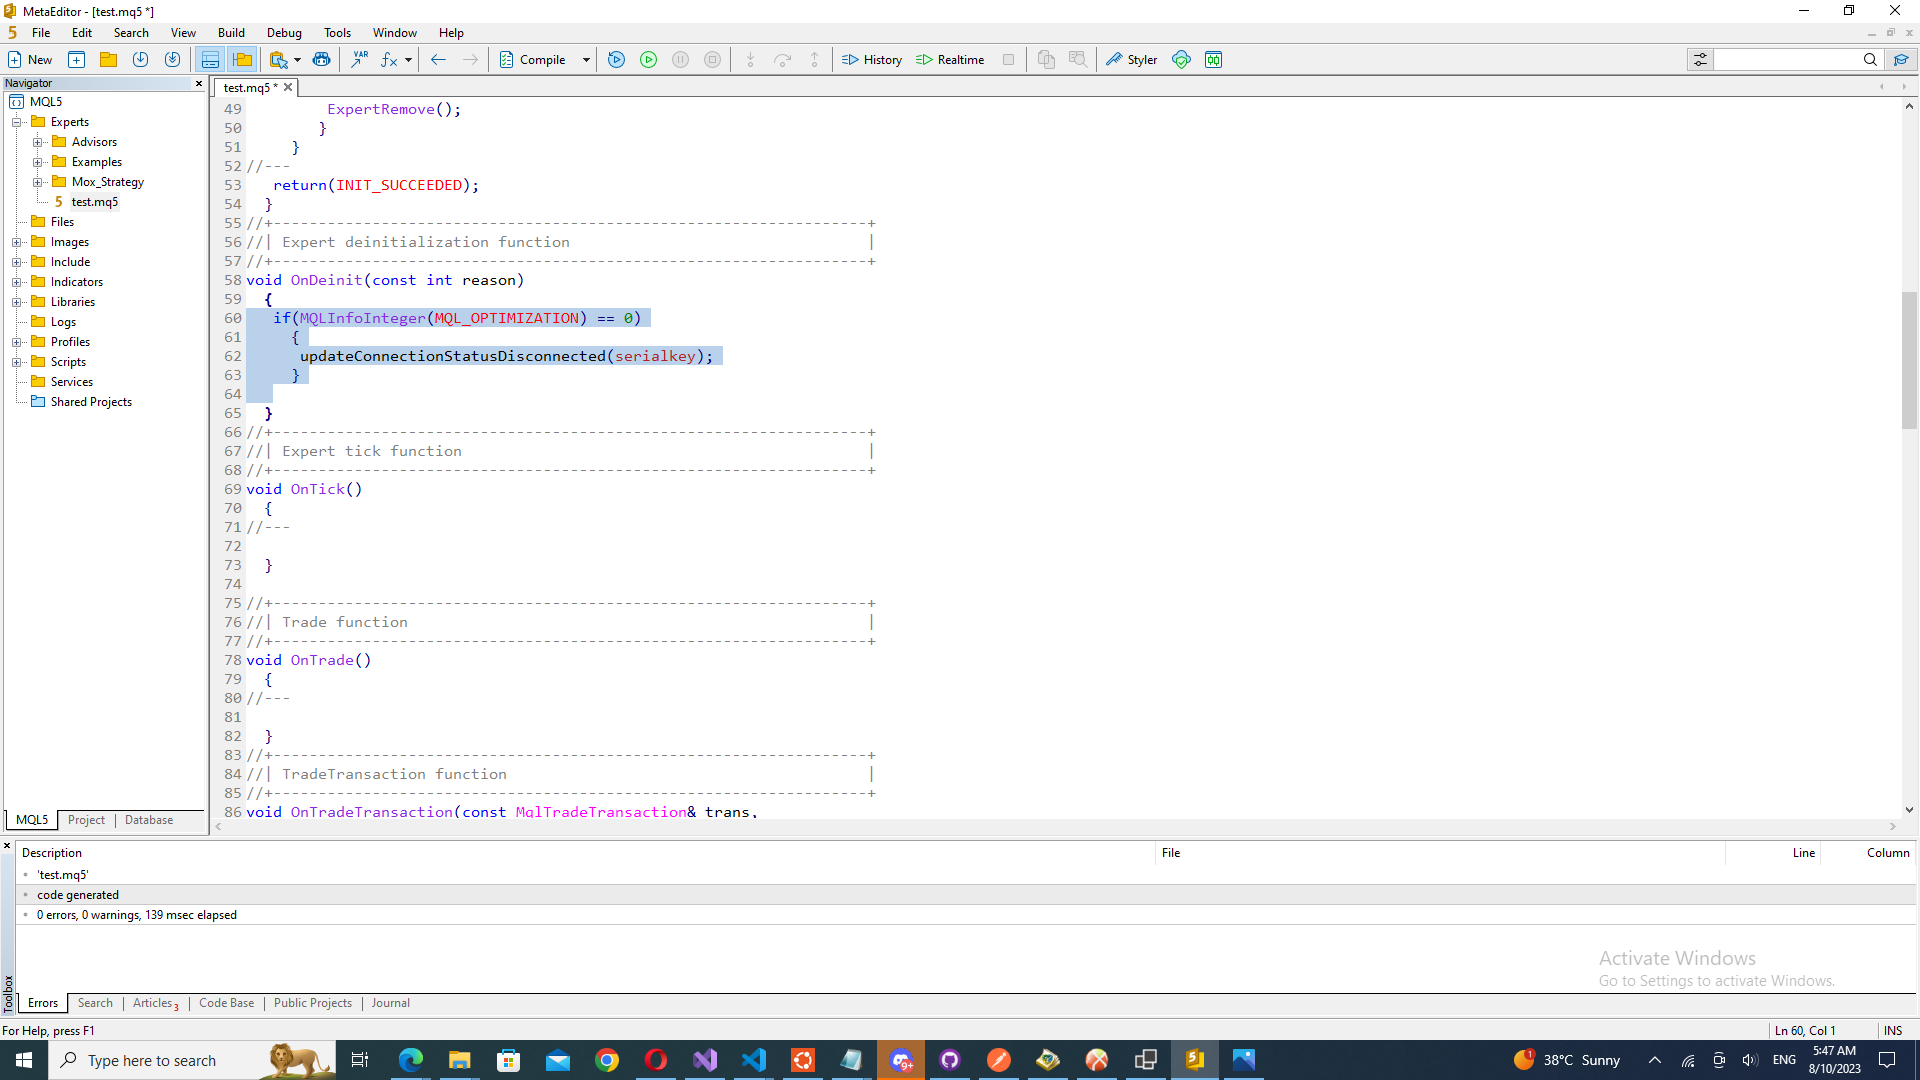 MetaEditor - [test.mq5 *]
File Edit Search View Build Debug Tools Window Help
New Compile History Realtime Styler
Navigator
MQL5
Experts
Advisors
Examples
Mox_Strategy
test.mq5
Files
Images
Include
Indicators
Libraries
Logs
Profiles
Scripts
Services
Shared Projects
MQL5 Project Database
test.mq5 *
49 ExpertRemove();
50 }
51 }
52 //---
53 return(INIT_SUCCEEDED);
54 }
55 //+------------------------------------------------------------------+
56 //| Expert deinitialization function |
57 //+------------------------------------------------------------------+
58 void OnDeinit(const int reason)
59 {
60 if(MQLInfoInteger(MQL_OPTIMIZATION) == 0)
61 {
62 updateConnectionStatusDisconnected(serialkey);
63 }
64
65 }
66 //+------------------------------------------------------------------+
67 //| Expert tick function |
68 //+------------------------------------------------------------------+
69 void OnTick()
70 {
71 //---
72
73 }
74
75 //+------------------------------------------------------------------+
76 //| Trade function |
77 //+------------------------------------------------------------------+
78 void OnTrade()
79 {
80 //---
81
82 }
83 //+------------------------------------------------------------------+
84 //| TradeTransaction function |
85 //+------------------------------------------------------------------+
86 void OnTradeTransaction(const MqlTradeTransaction& trans,
Description File Line Column
'test.mq5'
code generated
0 errors, 0 warnings, 139 msec elapsed
Activate Windows
Go to Settings to activate Windows.
Toolbox
Errors Search Articles 3 Code Base Public Projects Journal
For Help, press F1
Ln 60, Col 1 INS
Type here to search
9+
1
38°C Sunny
ENG
5:47 AM
8/10/2023